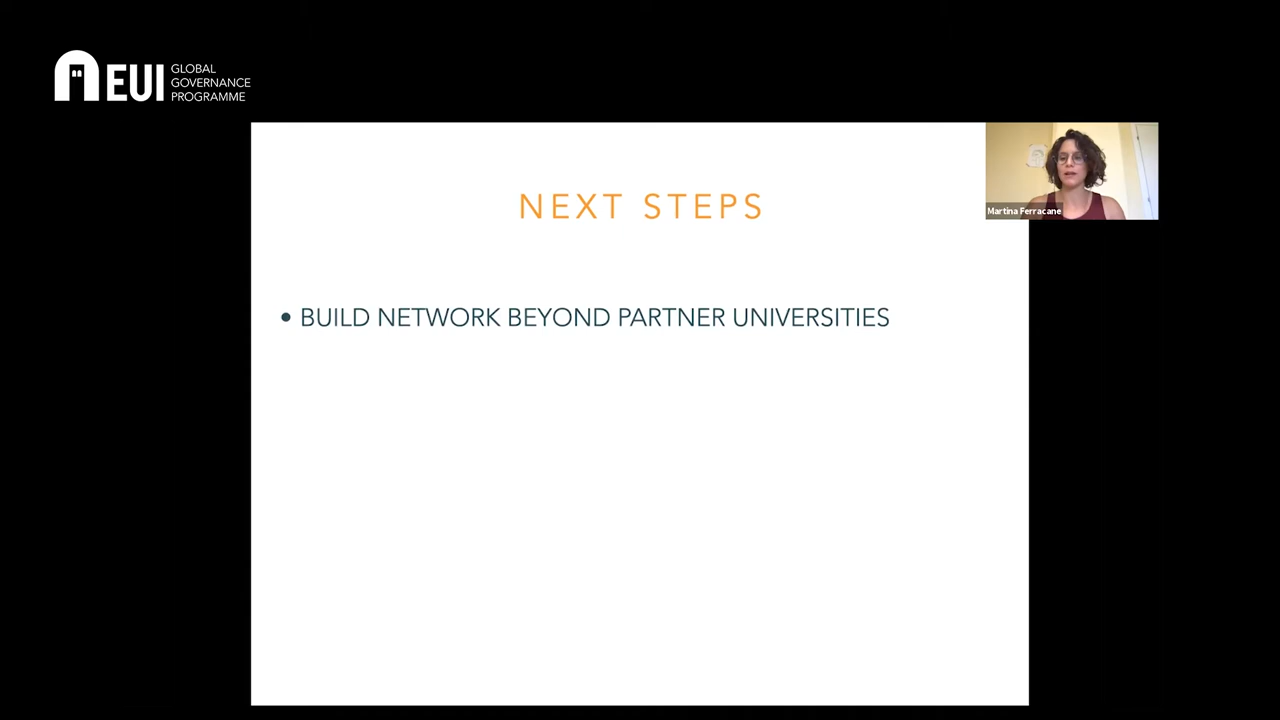 EUI
GLOBAL
GOVERNANCE
PROGRAMME
NEXT STEPS
Martina Ferracane
• BUILD NETWORK BEYOND PARTNER UNIVERSITIES